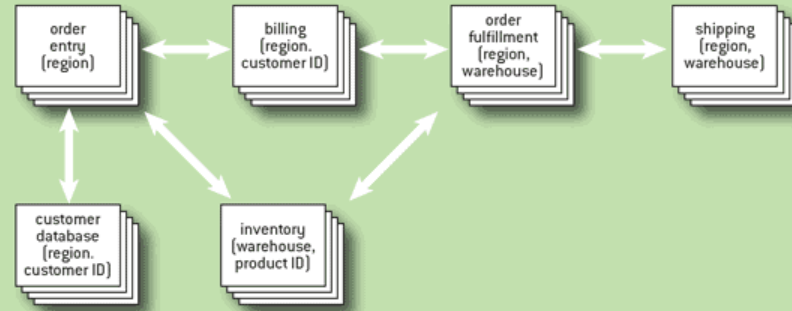 order
entry
(region)
billing
(region.
customer ID)
order
fulfillment
(region,
warehouse)
shipping
(region,
warehouse)
customer
database
(region.
customer ID)
inventory
(warehouse,
product ID)